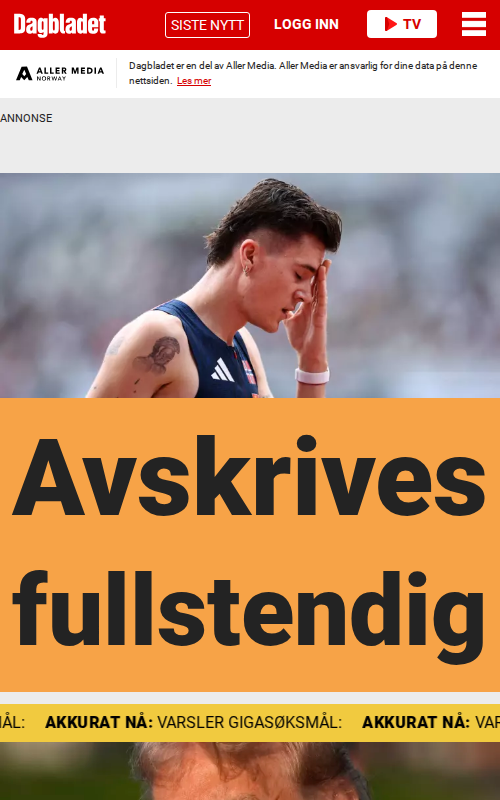 Dagbladet
SISTE NYTT
LOGG INN
TV
ALLER MEDIA
NORWAY
Dagbladet er en del av Aller Media. Aller Media er ansvarlig for dine data på denne
nettsiden. Les mer
ANNONSE
Avskrives
fullstendig
ÅL: AKKURAT NÅ: VARSLER GIGASØKSMÅL: AKKURAT NÅ: VAR